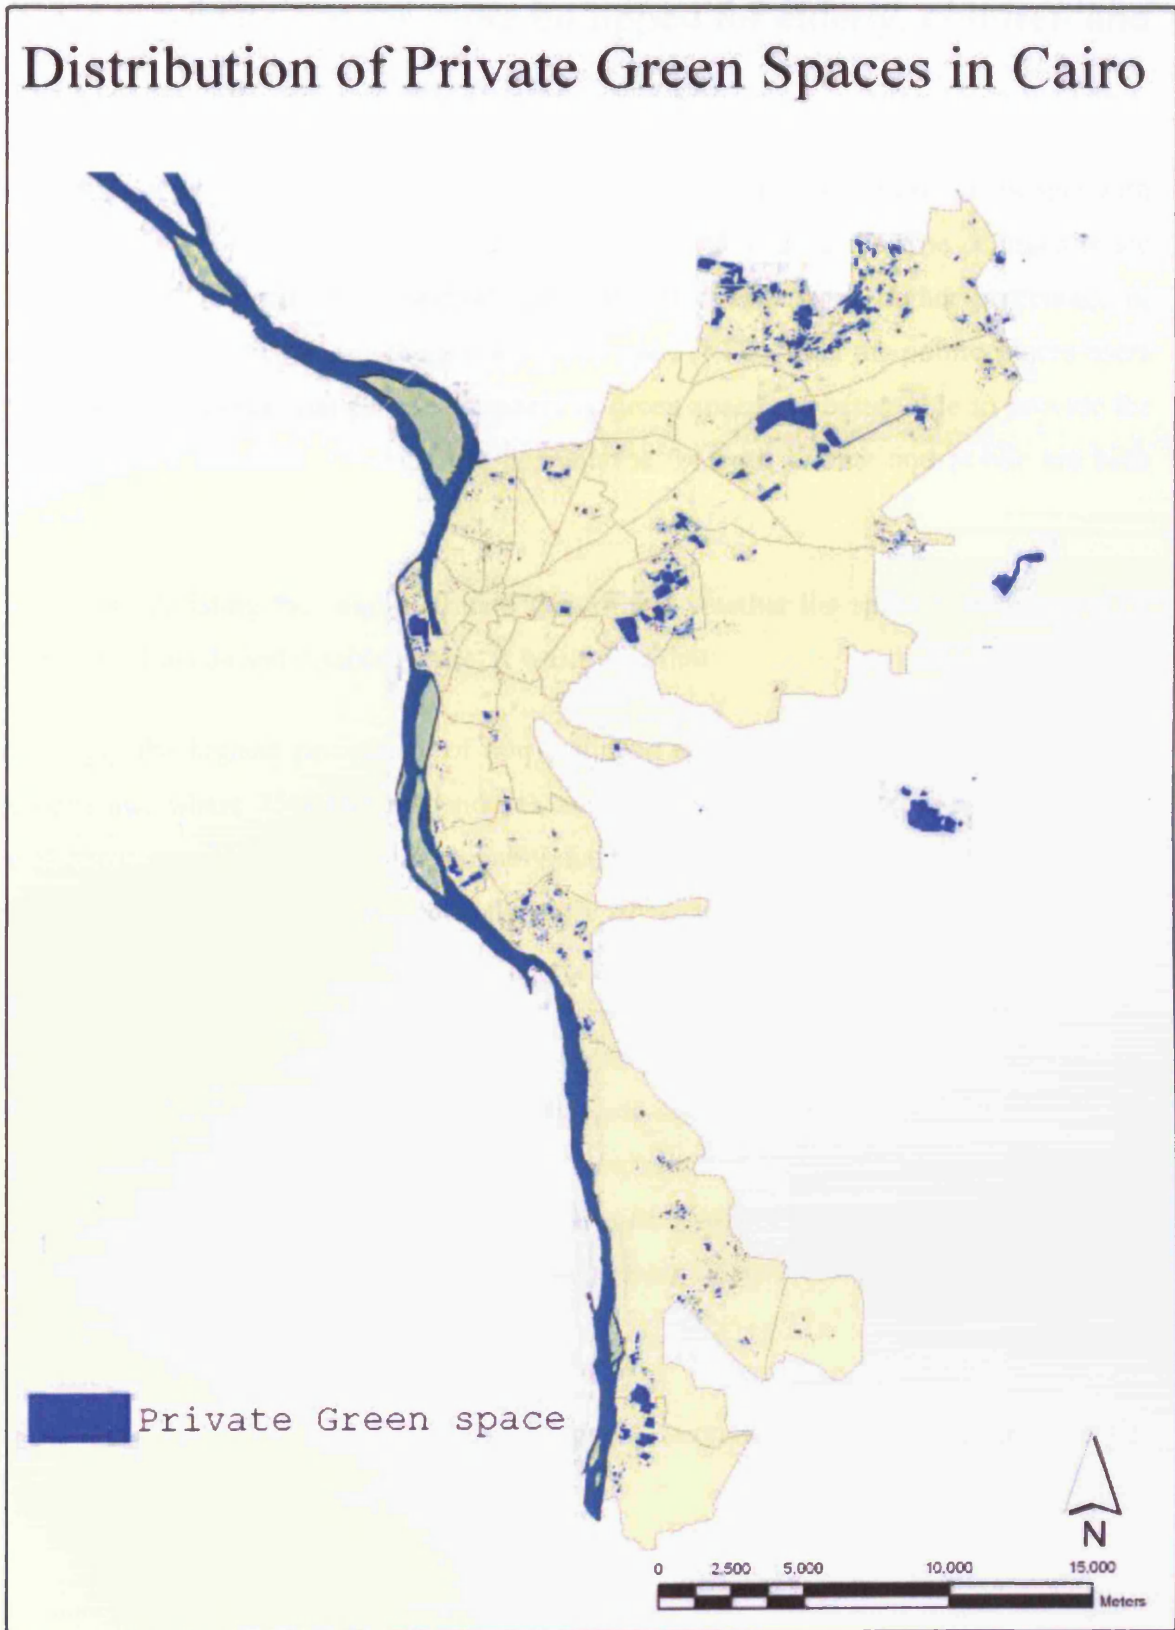 Distribution of Private Green Spaces in Cairo
Private Green space
N
0 2.500 5.000 10.000 15.000
Meters